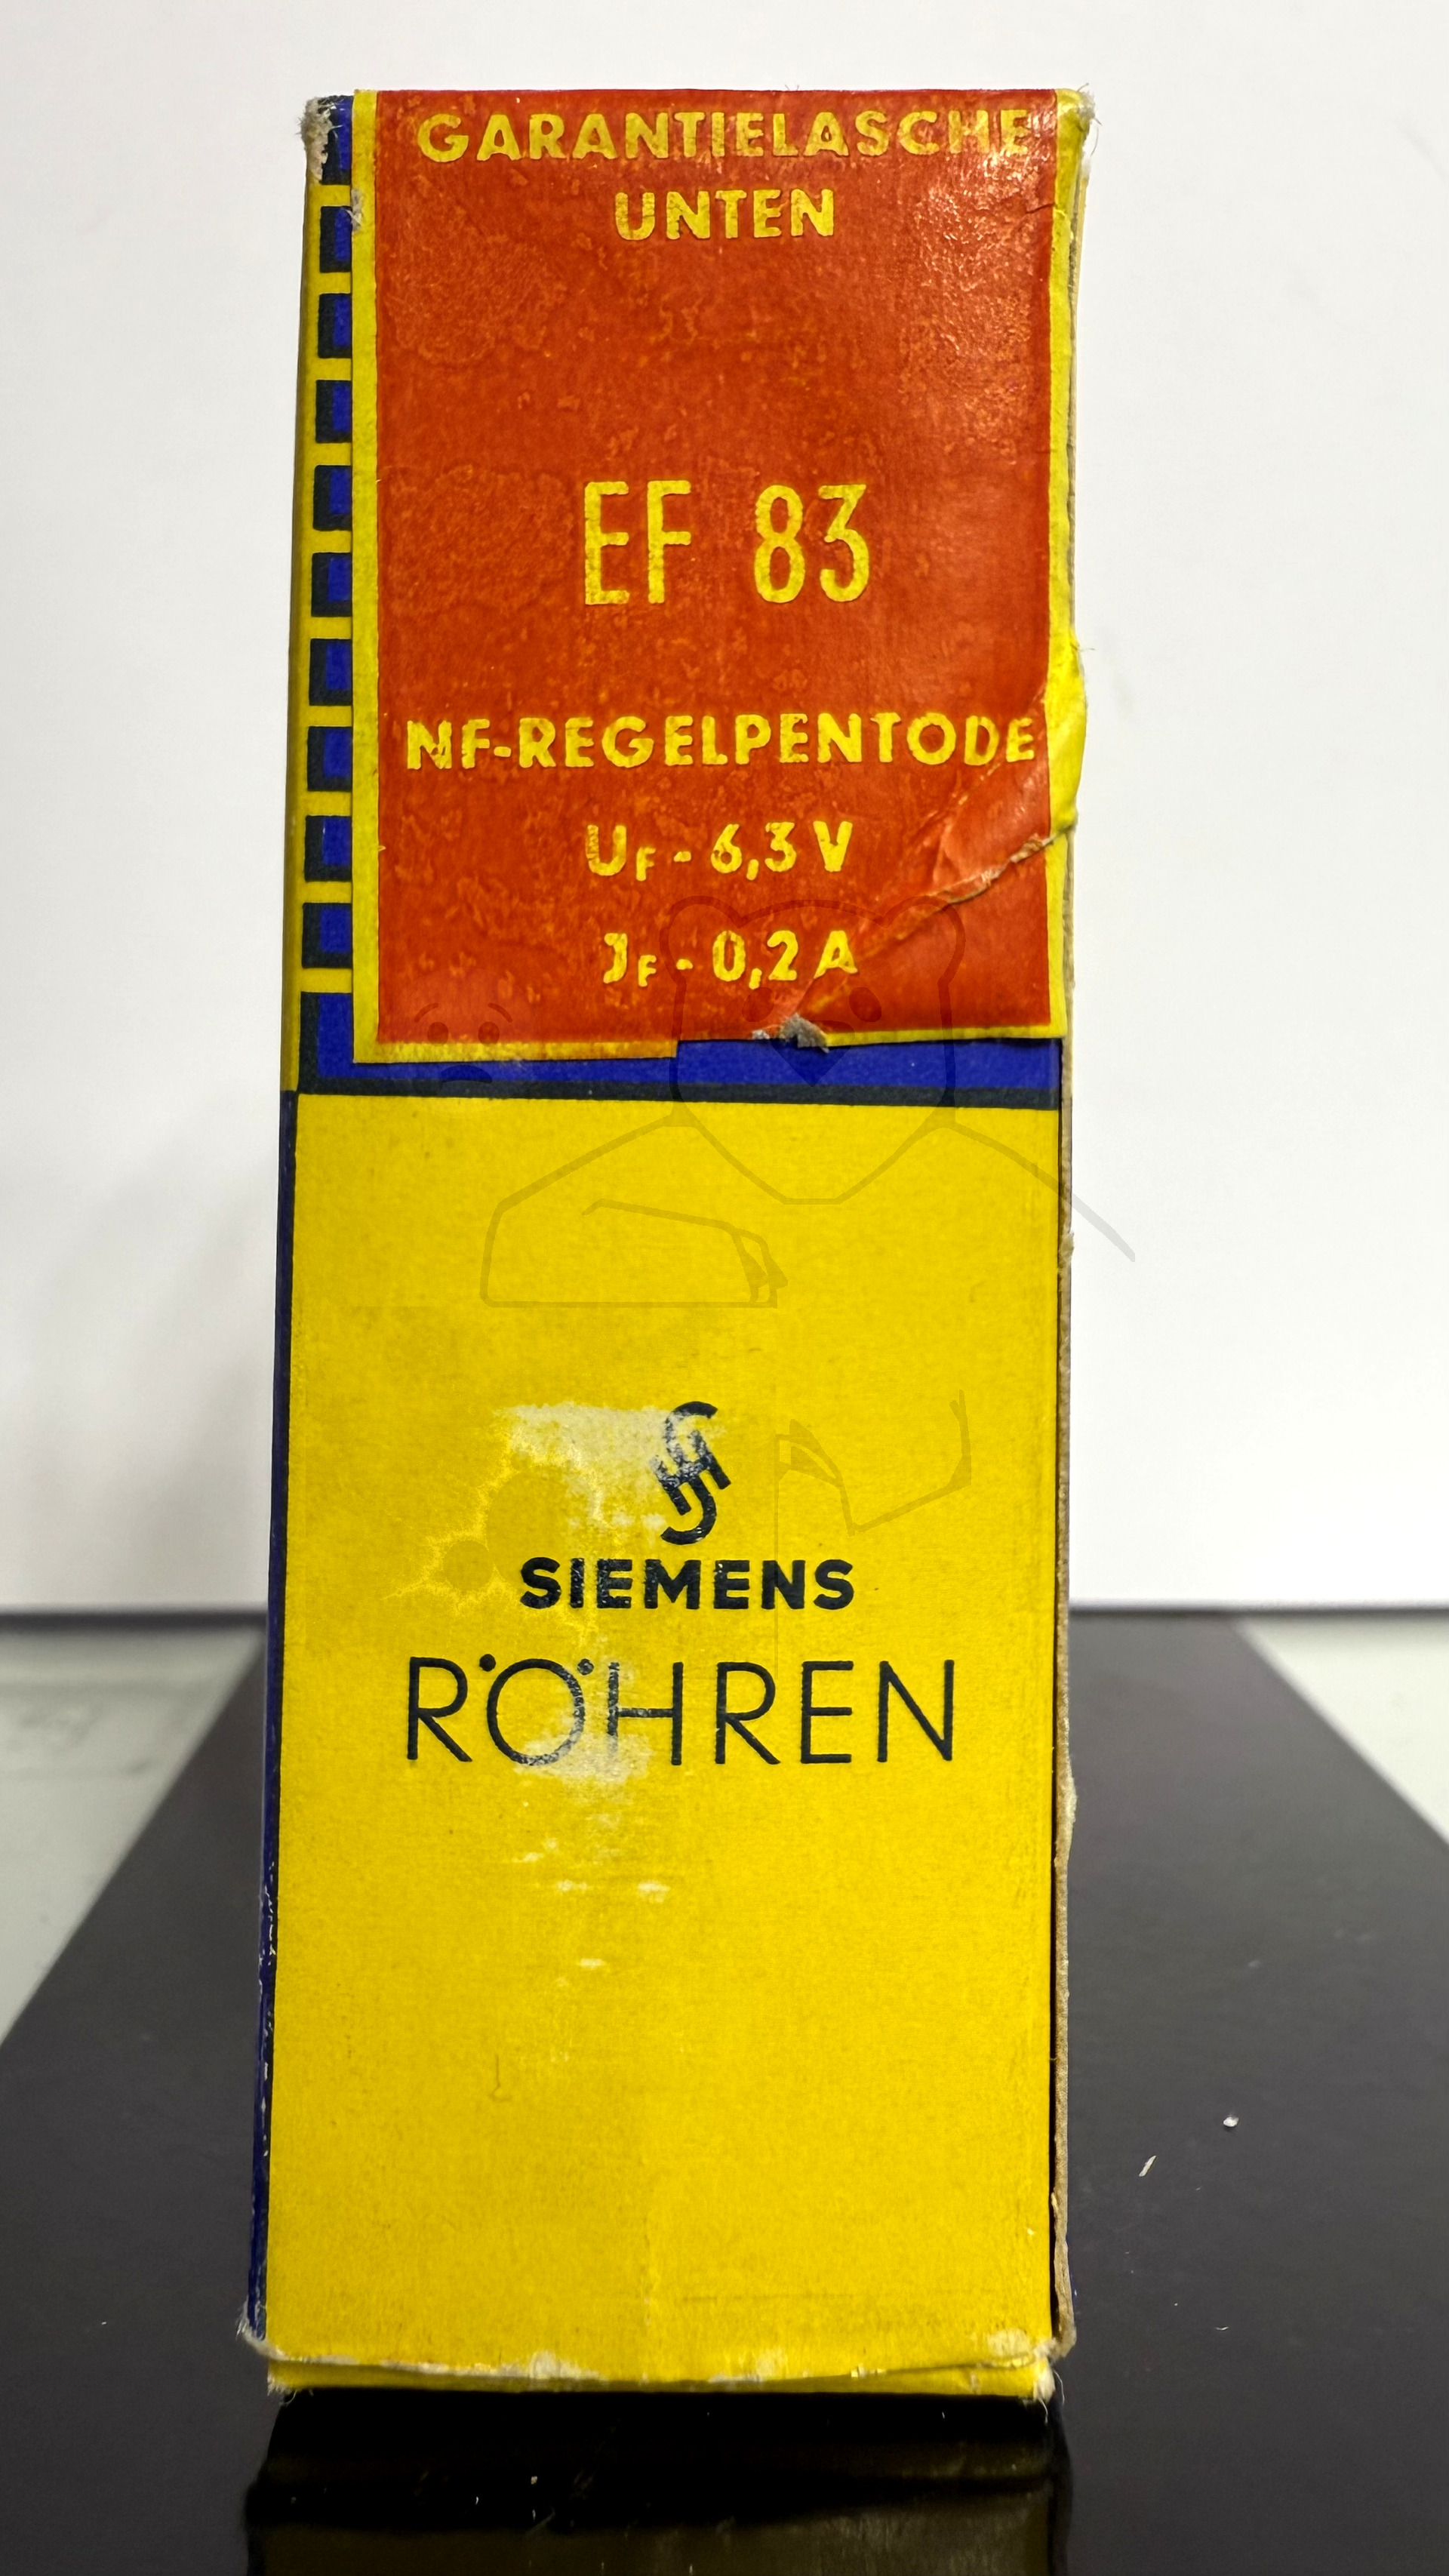 GARANTIELASCHE
UNTEN
EF 83
NF-REGELPENTODE
UF - 6,3 V
JF - 0,2 A
SIEMENS
RÖHREN